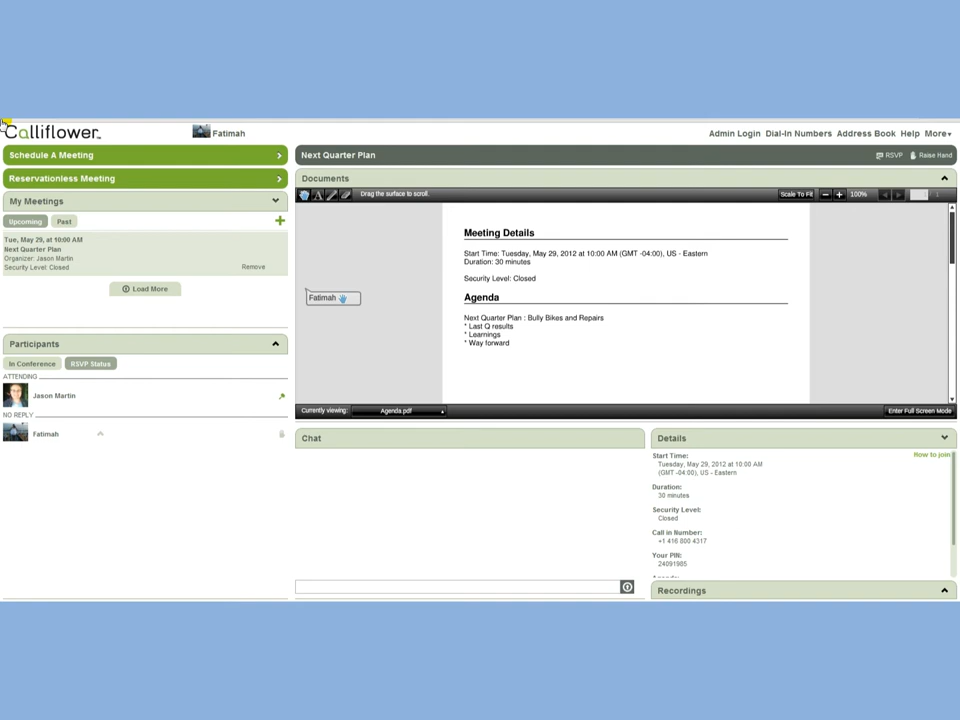 Calliflower
Fatimah
Admin Login Dial-In Numbers Address Book Help More
Schedule A Meeting
Reservationless Meeting
My Meetings
Upcoming Past
Tue, May 29, at 10:00 AM
Next Quarter Plan
Organizer: Jason Martin
Security Level: Closed
Remove
Load More
Participants
In Conference RSVP Status
ATTENDING
Jason Martin
NO REPLY
Fatimah
Next Quarter Plan
RSVP Raise Hand
Documents
A Drag the surface to scroll. Scale To Fit 100% 1
Meeting Details
Start Time: Tuesday, May 29, 2012 at 10:00 AM (GMT -04:00), US - Eastern
Duration: 30 minutes
Security Level: Closed
Fatimah
Agenda
Next Quarter Plan : Bully Bikes and Repairs
* Last Q results
* Learnings
* Way forward
Currently viewing: Agenda.pdf Enter Full Screen Mode
Chat
Details
How to join
Start Time:
Tuesday, May 29, 2012 at 10:00 AM
(GMT -04:00), US - Eastern
Duration:
30 minutes
Security Level:
Closed
Call in Number:
+1 416 800 4317
Your PIN:
24091985
Recordings